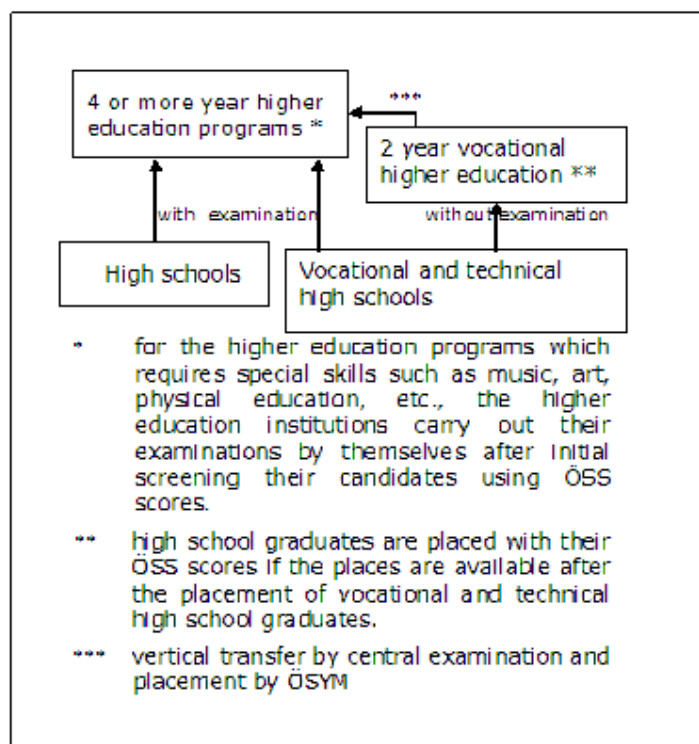 4 or more year higher
education programs *
***
2 year vocational
higher education **
with examination
without examination
High schools
Vocational and technical
high schools
* for the higher education programs which
requires special skills such as music, art,
physical education, etc., the higher
education institutions carry out their
examinations by themselves after initial
screening their candidates using ÖSS
scores.
** high school graduates are placed with their
ÖSS scores if the places are available after
the placement of vocational and technical
high school graduates.
*** vertical transfer by central examination and
placement by ÖSYM